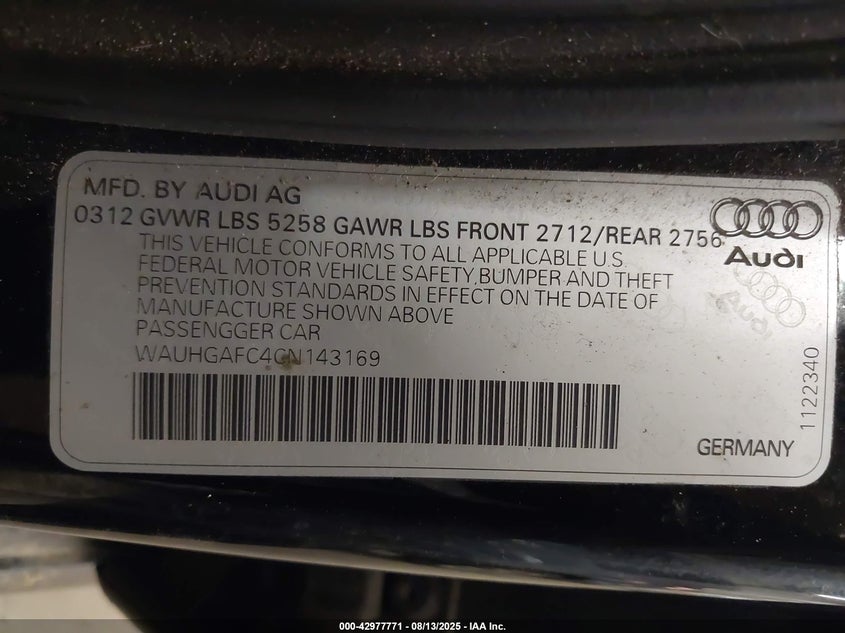 MFD. BY AUDI AG
0312 GVWR LBS 5258 GAWR LBS FRONT 2712/REAR 2756
THIS VEHICLE CONFORMS TO ALL APPLICABLE U.S.
FEDERAL MOTOR VEHICLE SAFETY,BUMPER AND THEFT
PREVENTION STANDARDS IN EFFECT ON THE DATE OF
MANUFACTURE SHOWN ABOVE
PASSENGGER CAR
WAUHGAFC4CN143169
Audi
Audi
1122340
GERMANY
000-42977771 - 08/13/2025 - IAA Inc.